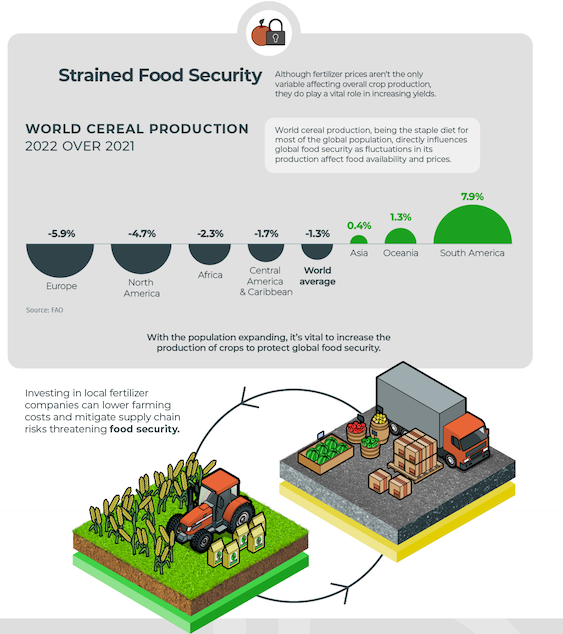 Strained Food Security
Although fertilizer prices aren't the only
variable affecting overall crop production,
they do play a vital role in increasing yields.
WORLD CEREAL PRODUCTION
2022 OVER 2021
World cereal production, being the staple diet for
most of the global population, directly influences
global food security as fluctuations in its
production affect food availability and prices.
-5.9%
Europe
-4.7%
North
America
-2.3%
Africa
-1.7%
Central
America
& Caribbean
-1.3%
World
average
0.4%
Asia
1.3%
Oceania
7.9%
South America
Source: FAO
With the population expanding, it's vital to increase the
production of crops to protect global food security.
Investing in local fertilizer
companies can lower farming
costs and mitigate supply chain
risks threatening food security.